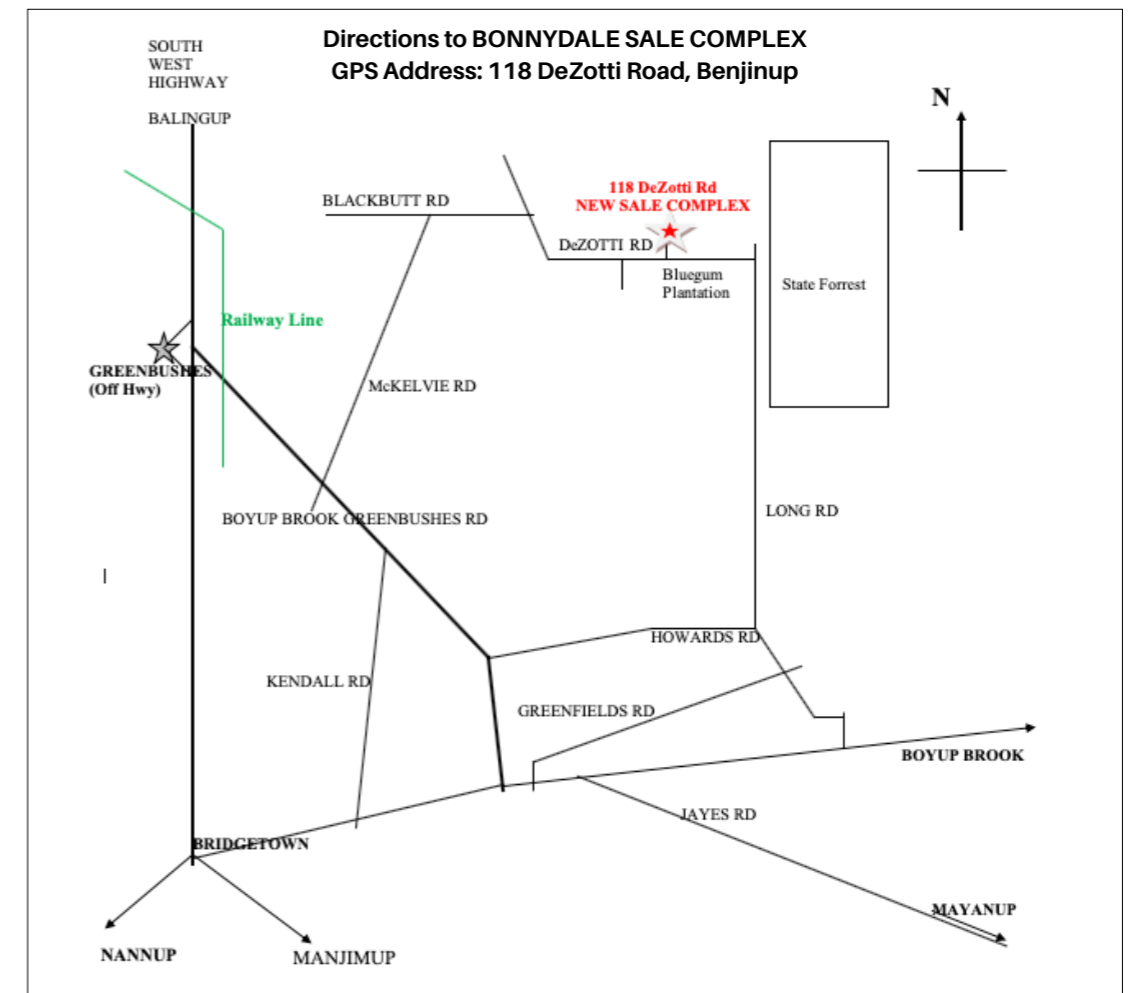 Directions to BONNYDALE SALE COMPLEX
GPS Address: 118 DeZotti Road, Benjinup
SOUTH
WEST
HIGHWAY
BALINGUP
N
118 DeZotti Rd
NEW SALE COMPLEX
BLACKBUTT RD
DeZOTTI RD
Bluegum
Plantation
State Forrest
Railway Line
GREENBUSHES
(Off Hwy)
McKELVIE RD
LONG RD
BOYUP BROOK GREENBUSHES RD
HOWARDS RD
KENDALL RD
GREENFIELDS RD
BOYUP BROOK
JAYES RD
BRIDGETOWN
MAYANUP
NANNUP
MANJIMUP